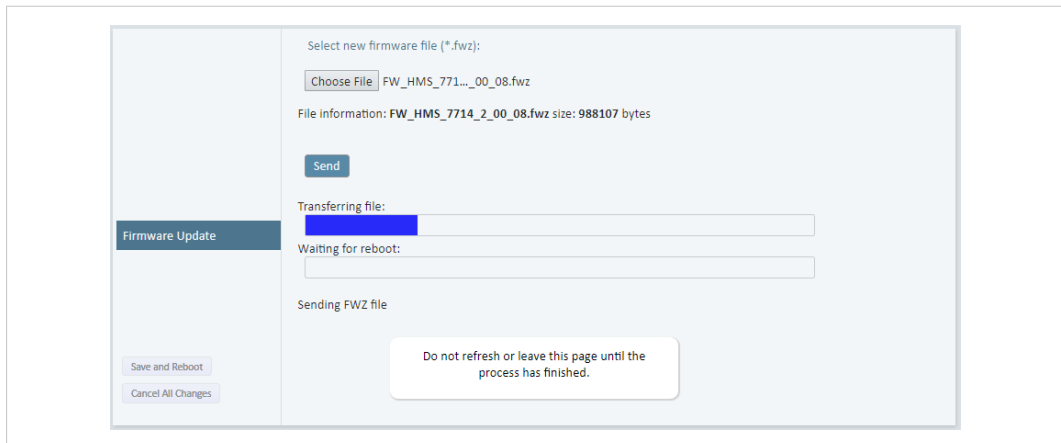 Select new firmware file (*.fwz):
Choose File FW_HMS_771..._00_08.fwz
File information: FW_HMS_7714_2_00_08.fwz size: 988107 bytes
Send
Transferring file:
Firmware Update
Waiting for reboot:
Sending FWZ file
Do not refresh or leave this page until the
process has finished.
Save and Reboot
Cancel All Changes